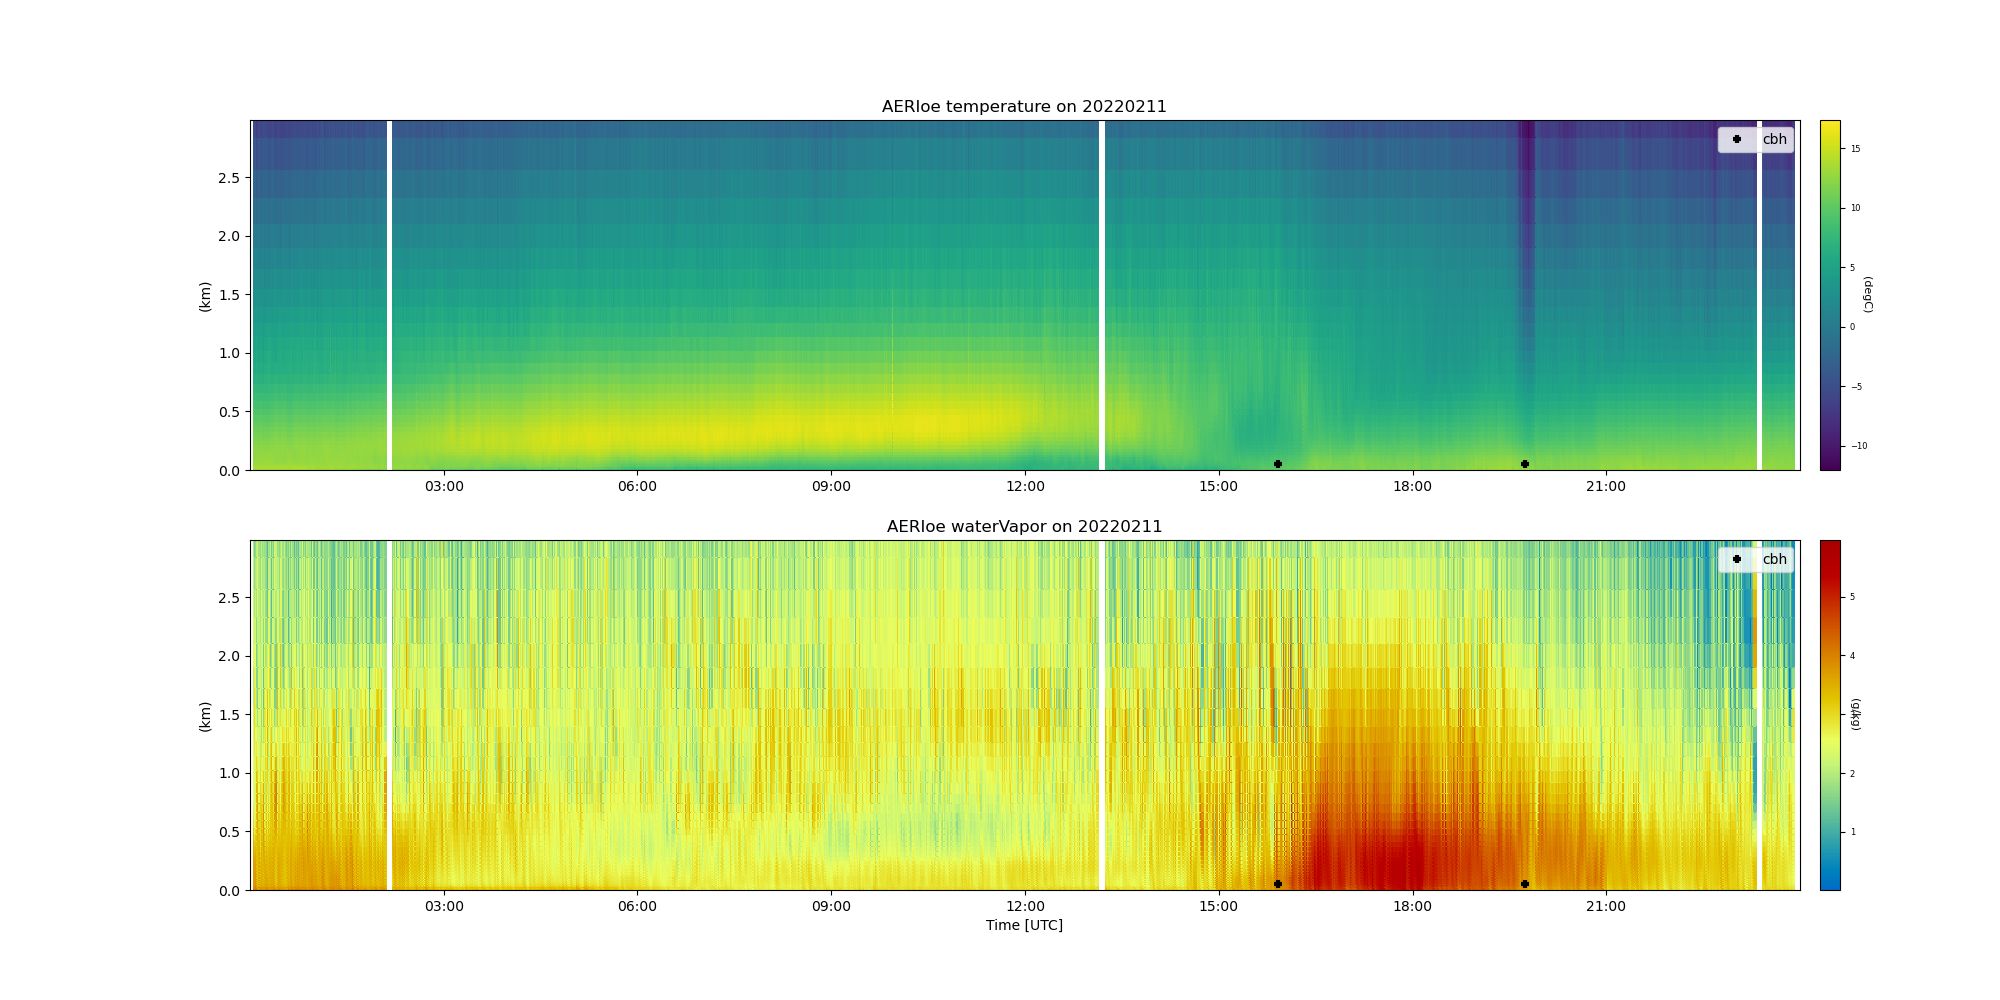 AERIoe temperature on 20220211
cbh
2.5
2.0
1.5
1.0
0.5
0.0
(km)
15
10
5
0
−5
−10
(degC)
03:00 06:00 09:00 12:00 15:00 18:00 21:00
AERIoe waterVapor on 20220211
cbh
2.5
2.0
1.5
1.0
0.5
0.0
(km)
5
4
3
2
1
(g/kg)
03:00 06:00 09:00 12:00 15:00 18:00 21:00
Time [UTC]